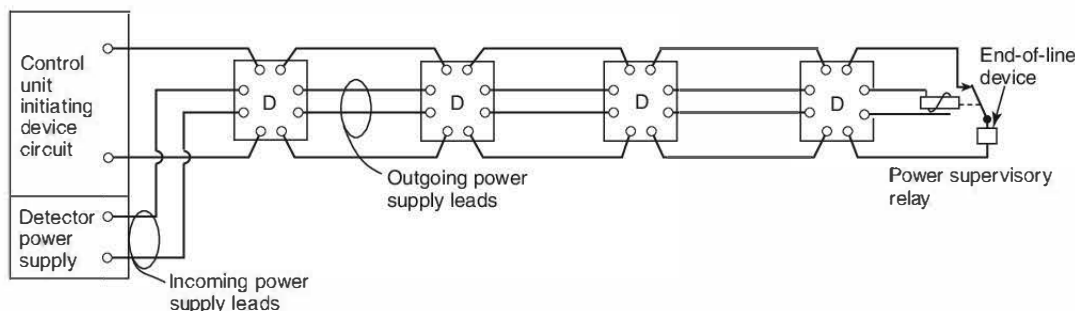 Control
unit
initiating
device
circuit
Detector
power
supply
D
D
D
D
End-of-line
device
Outgoing power
supply leads
Power supervisory
relay
Incoming power
supply leads